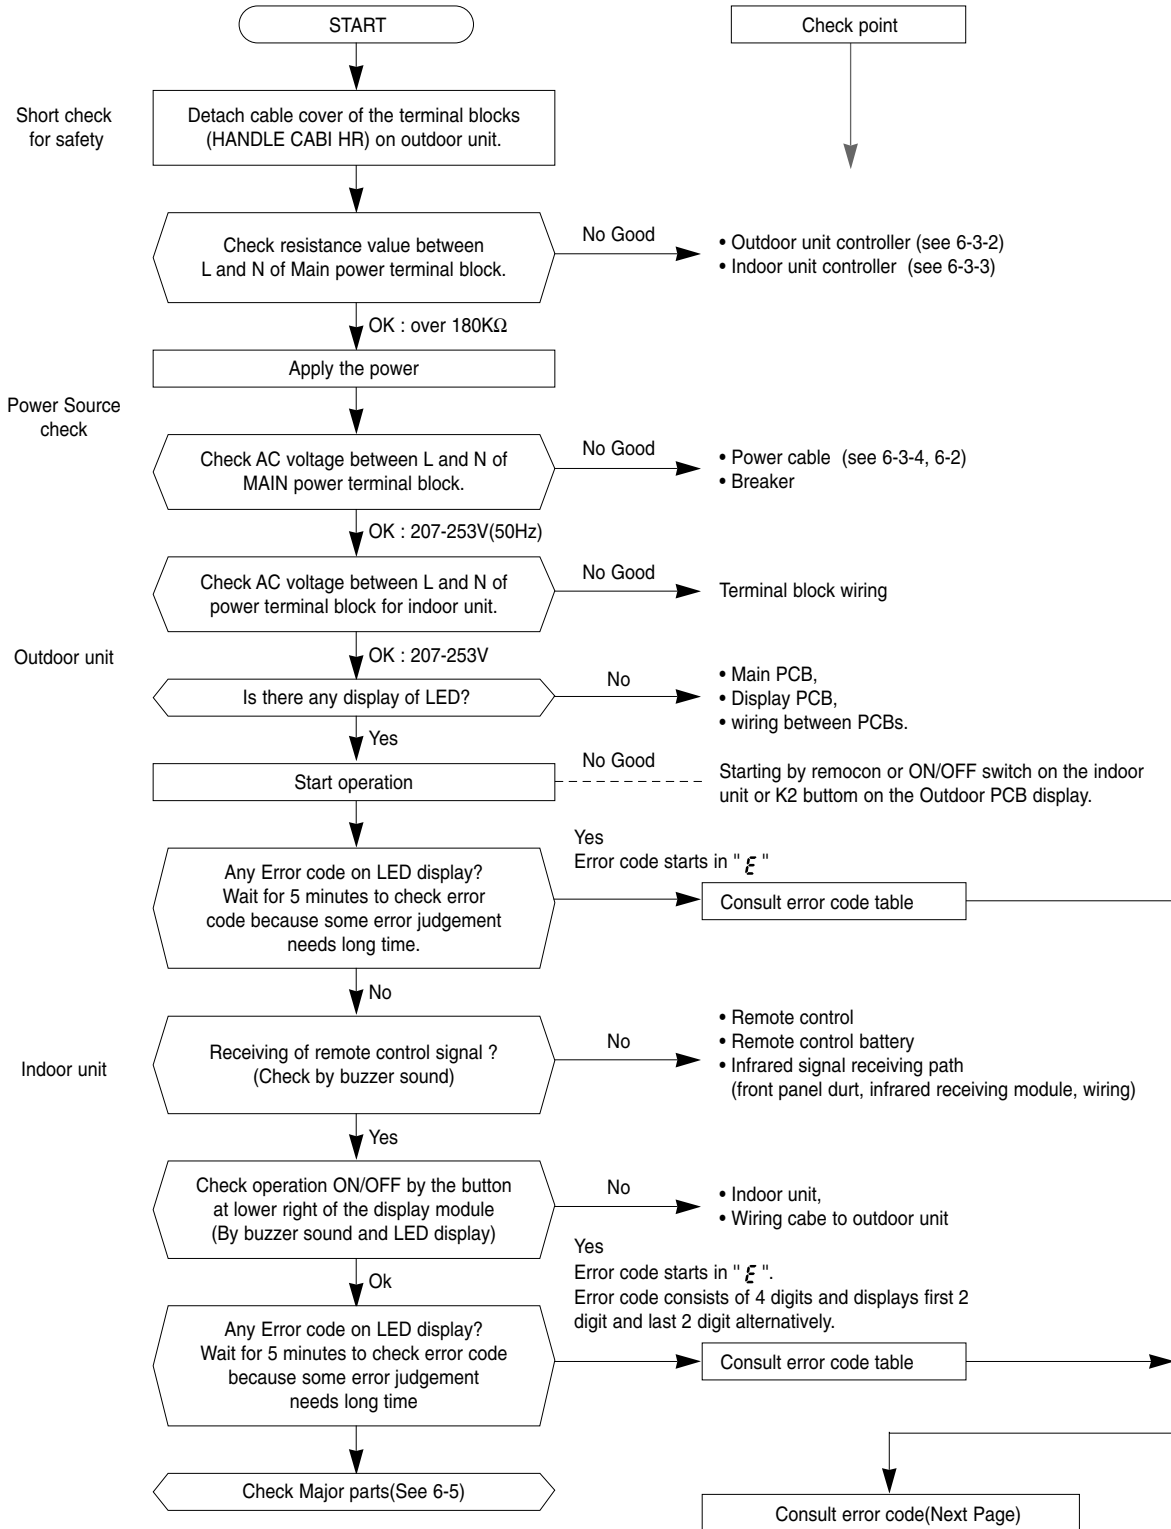 START
Check point
Short check
for safety
Detach cable cover of the terminal blocks
(HANDLE CABI HR) on outdoor unit.
Check resistance value between
L and N of Main power terminal block.
No Good
• Outdoor unit controller (see 6-3-2)
• Indoor unit controller (see 6-3-3)
OK : over 180KΩ
Apply the power
Power Source
check
Check AC voltage between L and N of
MAIN power terminal block.
No Good
• Power cable (see 6-3-4, 6-2)
• Breaker
OK : 207-253V(50Hz)
Check AC voltage between L and N of
power terminal block for indoor unit.
No Good
Terminal block wiring
Outdoor unit
OK : 207-253V
Is there any display of LED?
No
• Main PCB,
• Display PCB,
• wiring between PCBs.
Yes
Start operation
No Good
Starting by remocon or ON/OFF switch on the indoor
unit or K2 buttom on the Outdoor PCB display.
Any Error code on LED display?
Wait for 5 minutes to check error
code because some error judgement
needs long time.
Yes
Error code starts in " E "
Consult error code table
No
Indoor unit
Receiving of remote control signal ?
(Check by buzzer sound)
No
• Remote control
• Remote control battery
• Infrared signal receiving path
(front panel durt, infrared receiving module, wiring)
Yes
Check operation ON/OFF by the button
at lower right of the display module
(By buzzer sound and LED display)
No
• Indoor unit,
• Wiring cabe to outdoor unit
Ok
Yes
Error code starts in " E ".
Error code consists of 4 digits and displays first 2
digit and last 2 digit alternatively.
Any Error code on LED display?
Wait for 5 minutes to check error code
because some error judgement
needs long time
Consult error code table
Check Major parts(See 6-5)
Consult error code(Next Page)